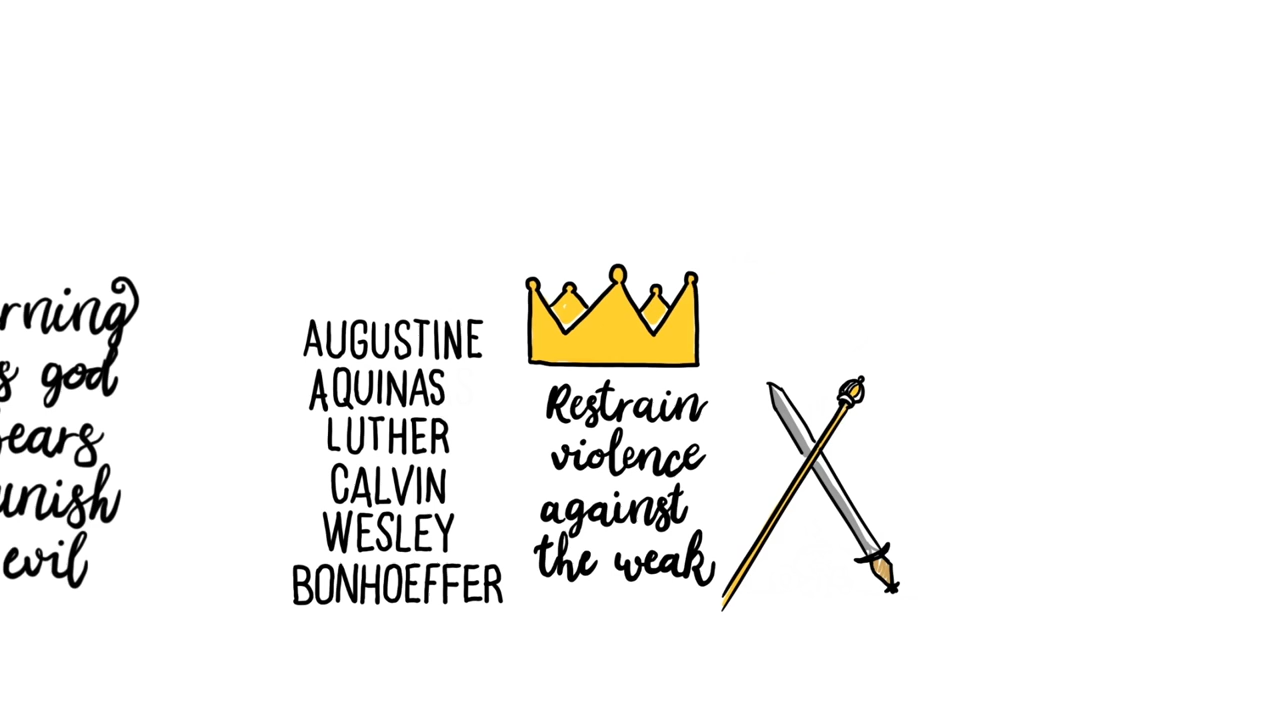 rning
s god
ears
unish
evil
AUGUSTINE
AQUINAS
LUTHER
CALVIN
WESLEY
BONHOEFFER
Restrain
violence
against
the weak